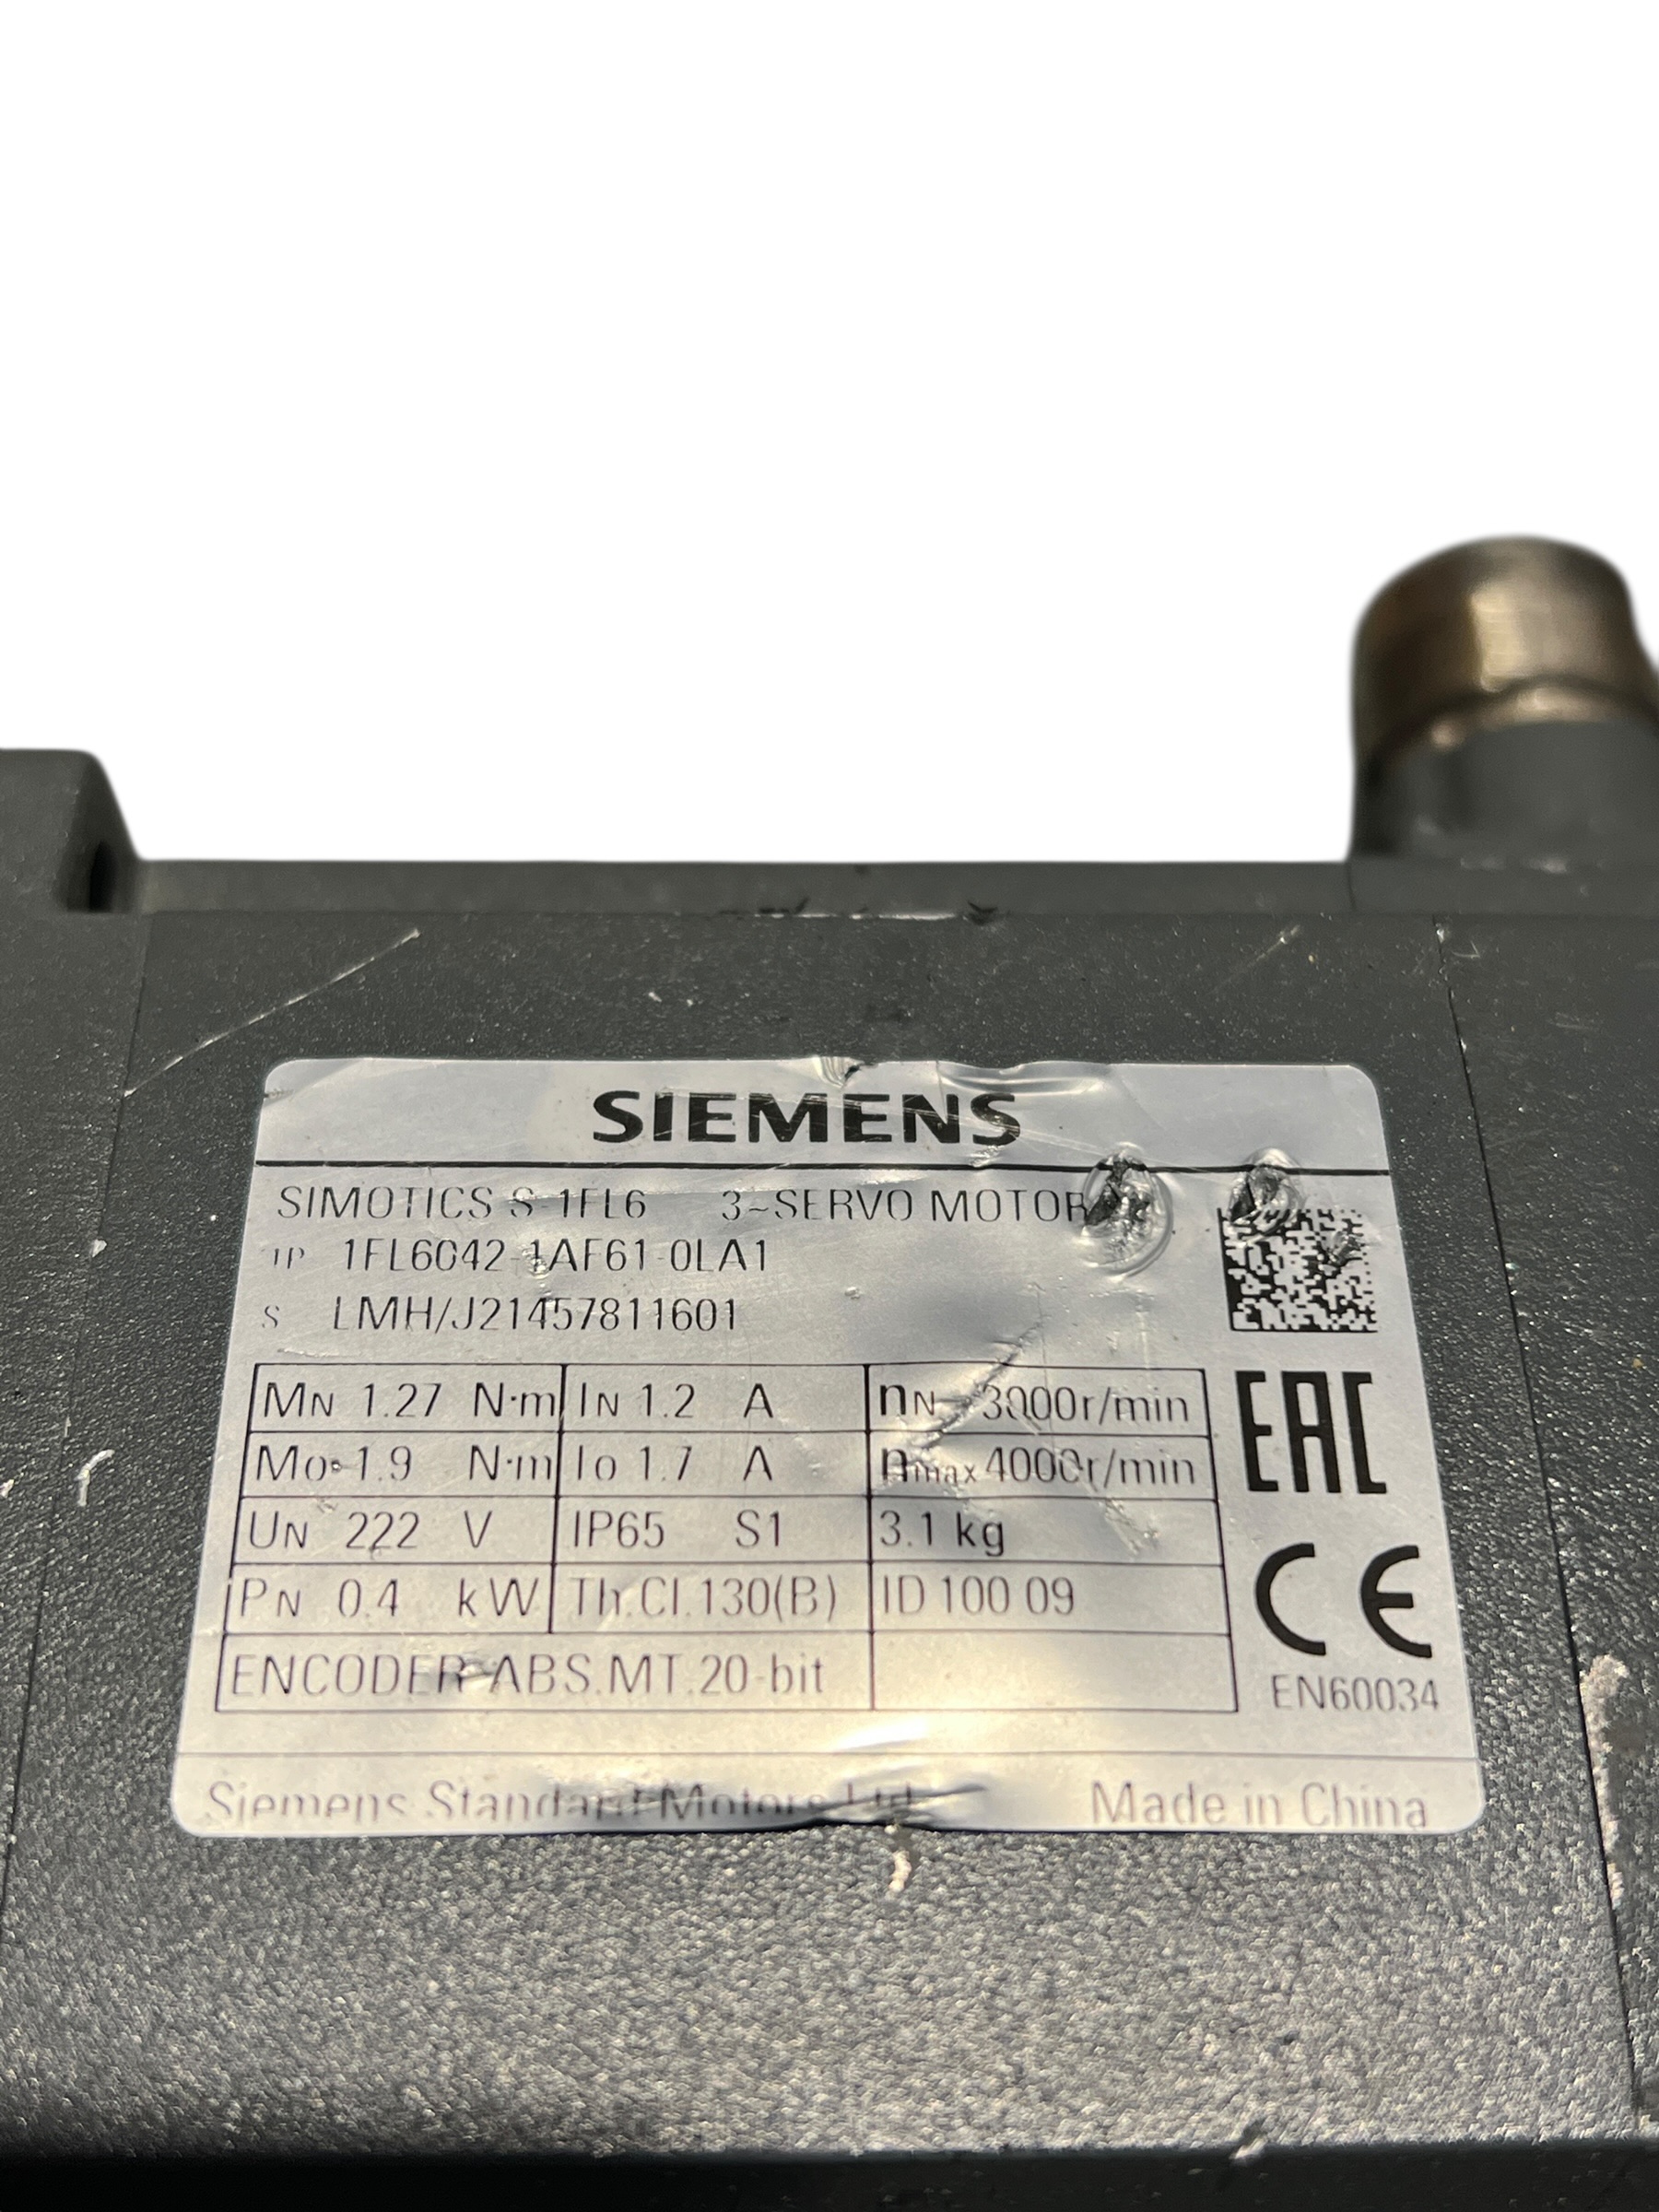 SIEMENS
SIMOTICS S-1FL6 3~SERVO MOTOR
1P 1FL6042-1AF61-0LA1
S LMH/J21457811601
MN 1.27 N·m IN 1.2 A nN 3000r/min
Mo 1.9 N·m Io 1.7 A nmax 4000r/min
UN 222 V IP65 S1 3.1 kg
PN 0.4 kW Th.Cl.130(B) ID 100 09
ENCODER ABS.MT.20-bit
EAC
CE
EN60034
Siemens Standard Motors Ltd. Made in China